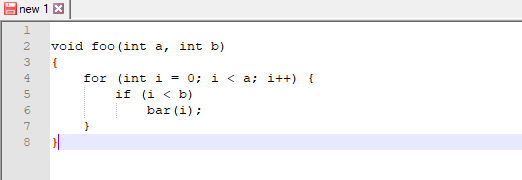 new 1
1
2 void foo(int a, int b)
3 {
4     for (int i = 0; i < a; i++) {
5         if (i < b)
6             bar(i);
7     }
8 }